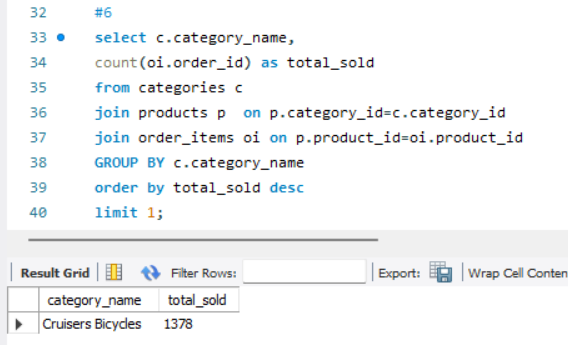 32 #6
33 select c.category_name,
34 count(oi.order_id) as total_sold
35 from categories c
36 join products p  on p.category_id=c.category_id
37 join order_items oi on p.product_id=oi.product_id
38 GROUP BY c.category_name
39 order by total_sold desc
40 limit 1;
Result Grid Filter Rows: Export: Wrap Cell Conten
category_name total_sold
Cruisers Bicycles 1378